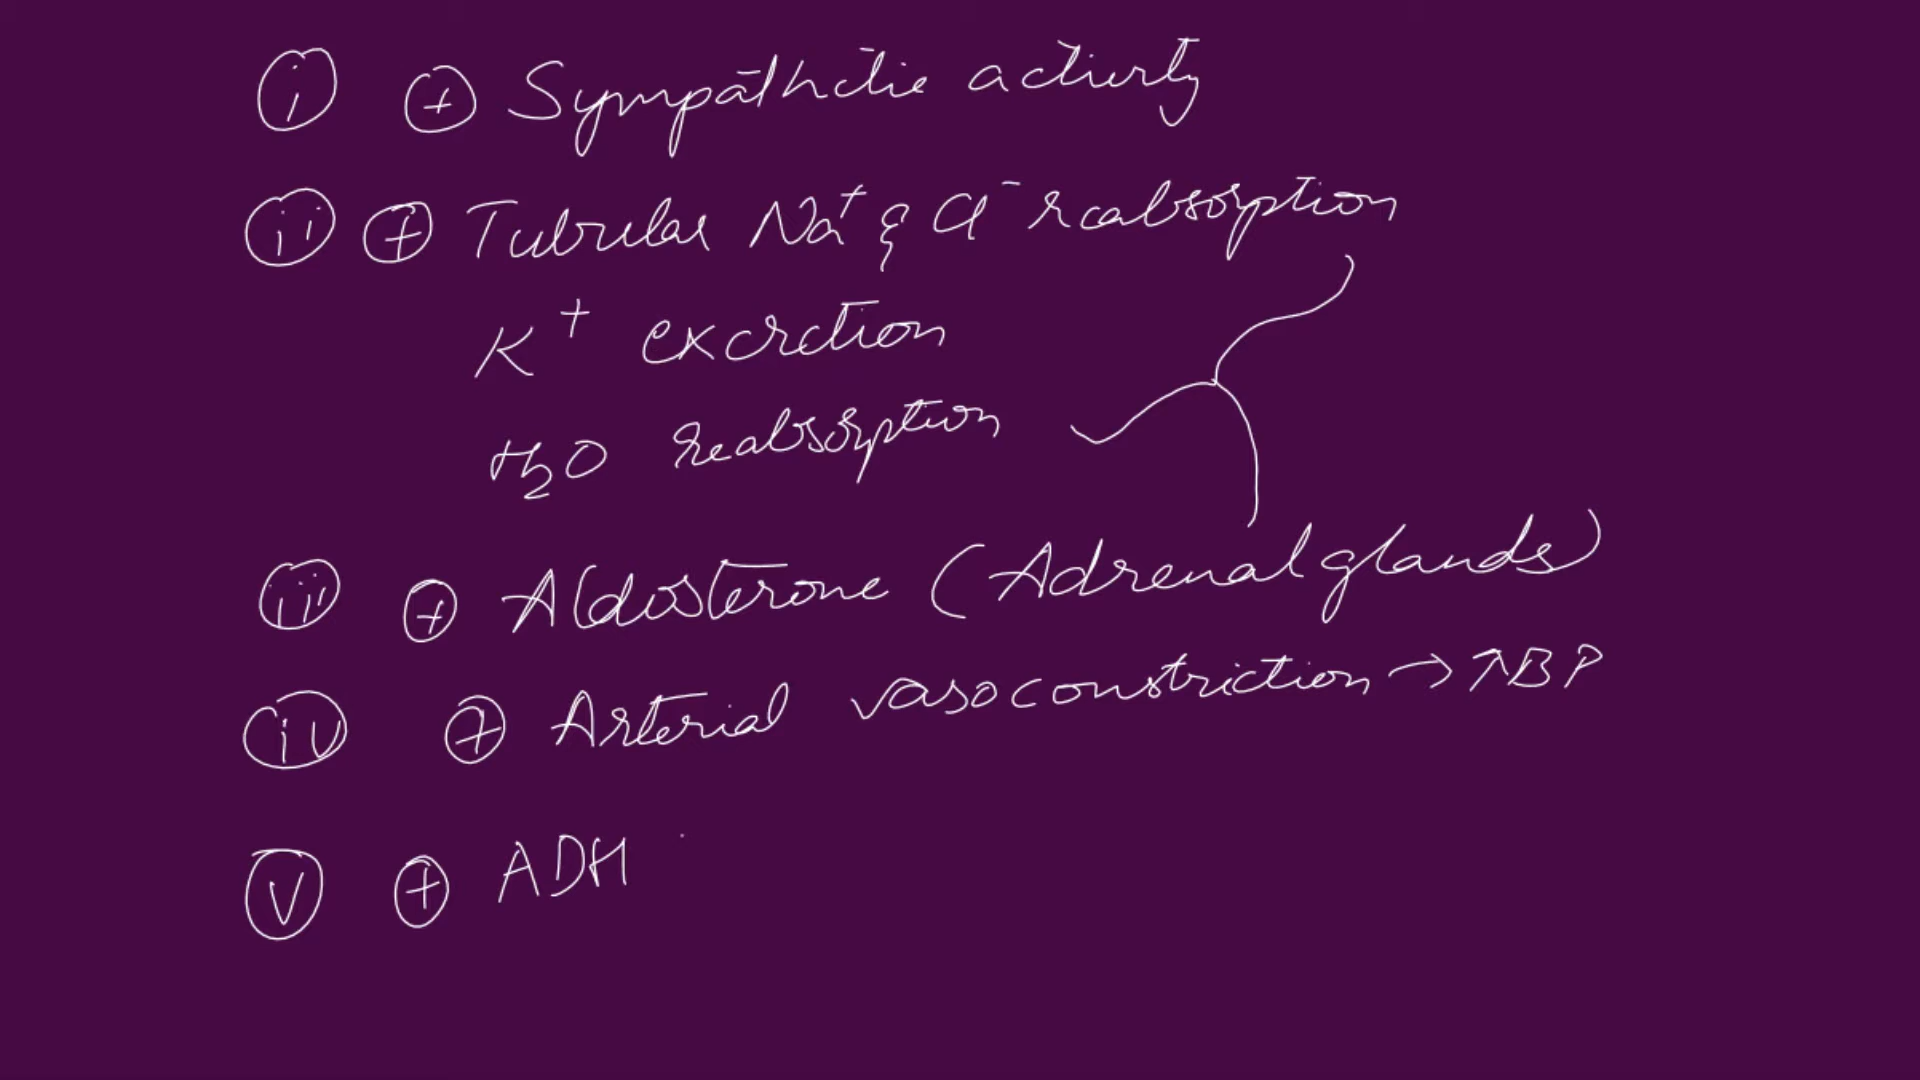 i + Sympathetic activity
ii + Tubular Na⁺ & Cl⁻ reabsorption
K⁺ excretion
H₂O reabsorption
iii + Aldosterone (Adrenal glands)
iv + Arterial vasoconstriction → ↑BP
v + ADH